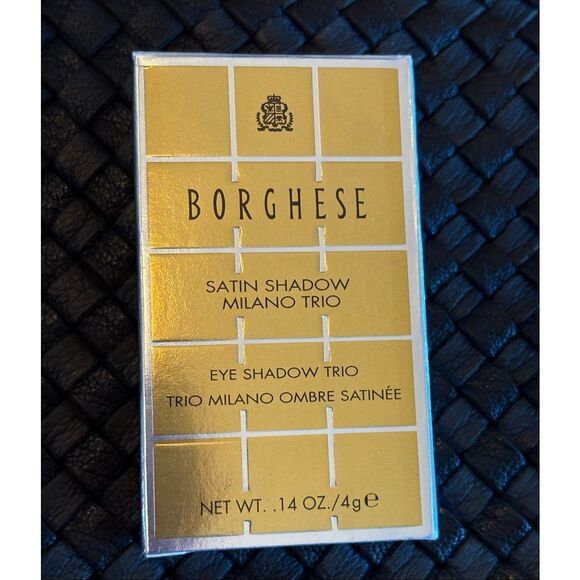 BORGHESE
SATIN SHADOW
MILANO TRIO
EYE SHADOW TRIO
TRIO MILANO OMBRE SATINÉE
NET WT. .14 OZ./4g℮